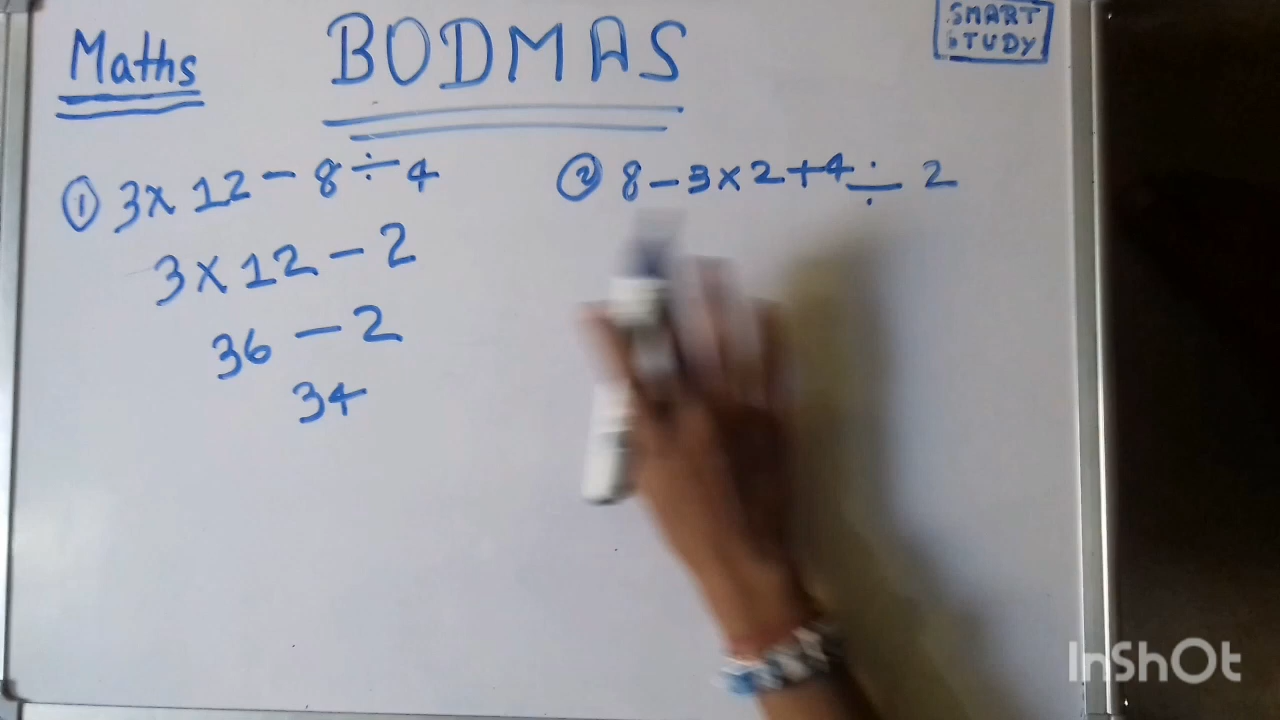 Maths
BODMAS
SMART
STUDY
① 3 × 12 − 8 ÷ 4
3 × 12 − 2
36 − 2
34
② 8 − 3 × 2 + 4 ÷ 2
InShOt